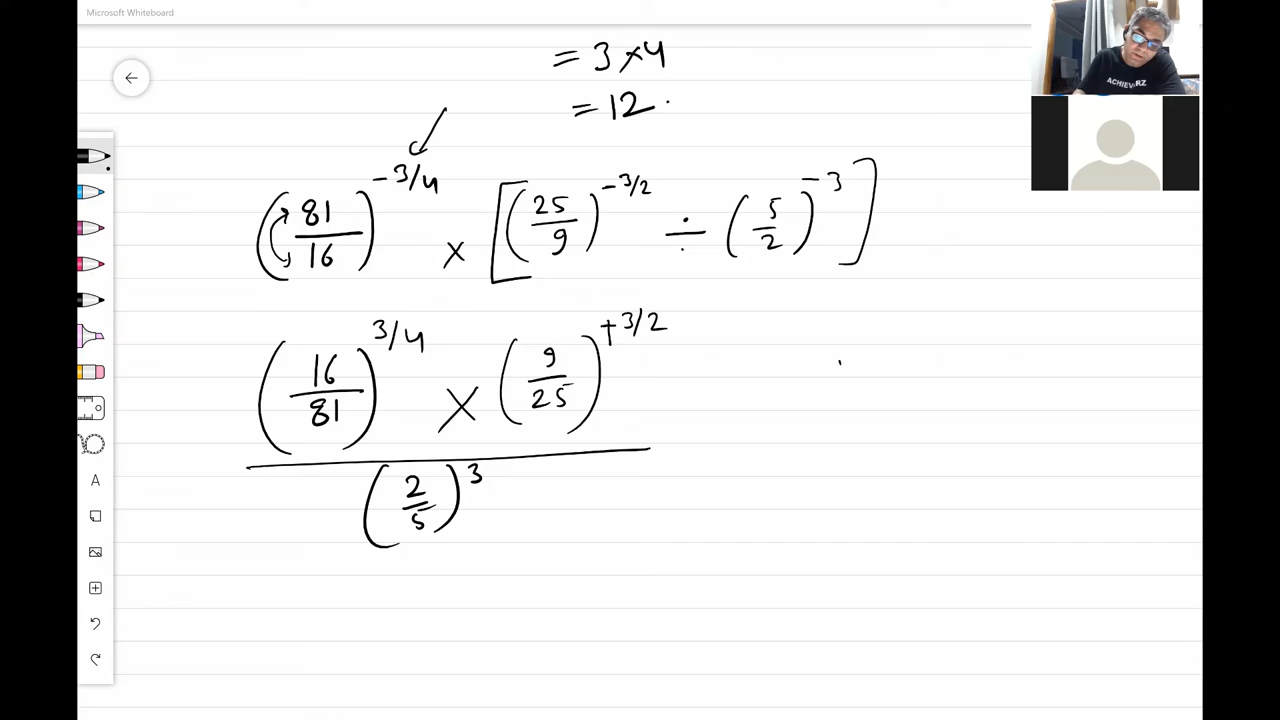 Microsoft Whiteboard
= 3 × 4
= 12.
(81/16)^-3/4 × [(25/9)^-3/2 ÷ (5/2)^-3]
(16/81)^3/4 × (9/25)^+3/2
(2/5)^3
ACHIEVERZ
A